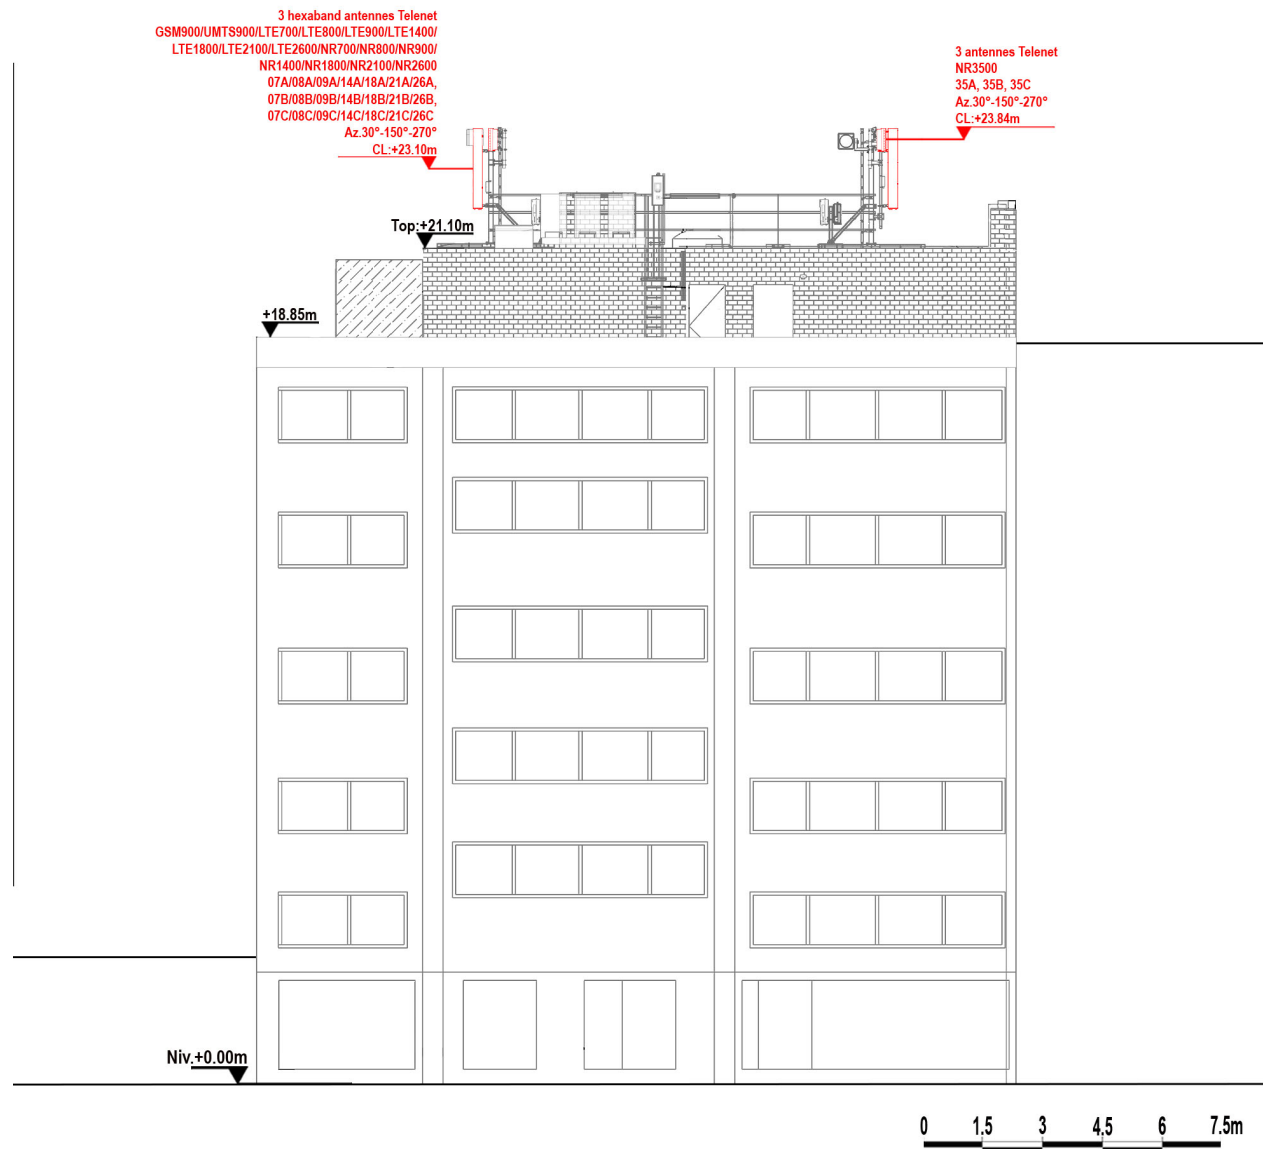 3 hexaband antennes Telenet
GSM900/UMTS900/LTE700/LTE800/LTE900/LTE1400/
LTE1800/LTE2100/LTE2600/NR700/NR800/NR900/
NR1400/NR1800/NR2100/NR2600
07A/08A/09A/14A/18A/21A/26A,
07B/08B/09B/14B/18B/21B/26B,
07C/08C/09C/14C/18C/21C/26C
Az.30°-150°-270°
CL:+23.10m
3 antennes Telenet
NR3500
35A, 35B, 35C
Az.30°-150°-270°
CL:+23.84m
Top:+21.10m
+18.85m
Niv.+0.00m
0 1.5 3 4.5 6 7.5m